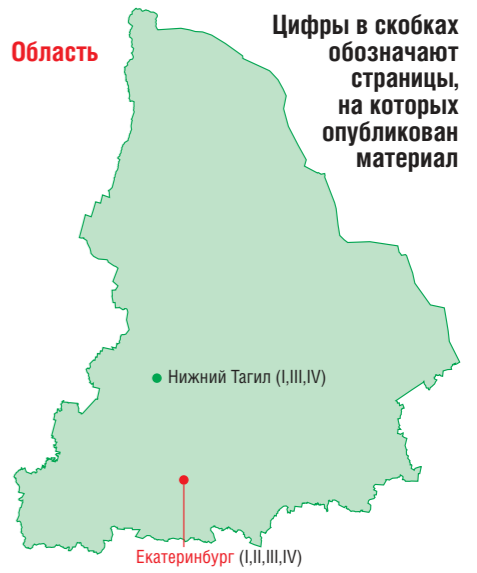 Область
Цифры в скобках
обозначают
страницы,
на которых
опубликован
материал
Нижний Тагил (I,III,IV)
Екатеринбург (I,II,III,IV)